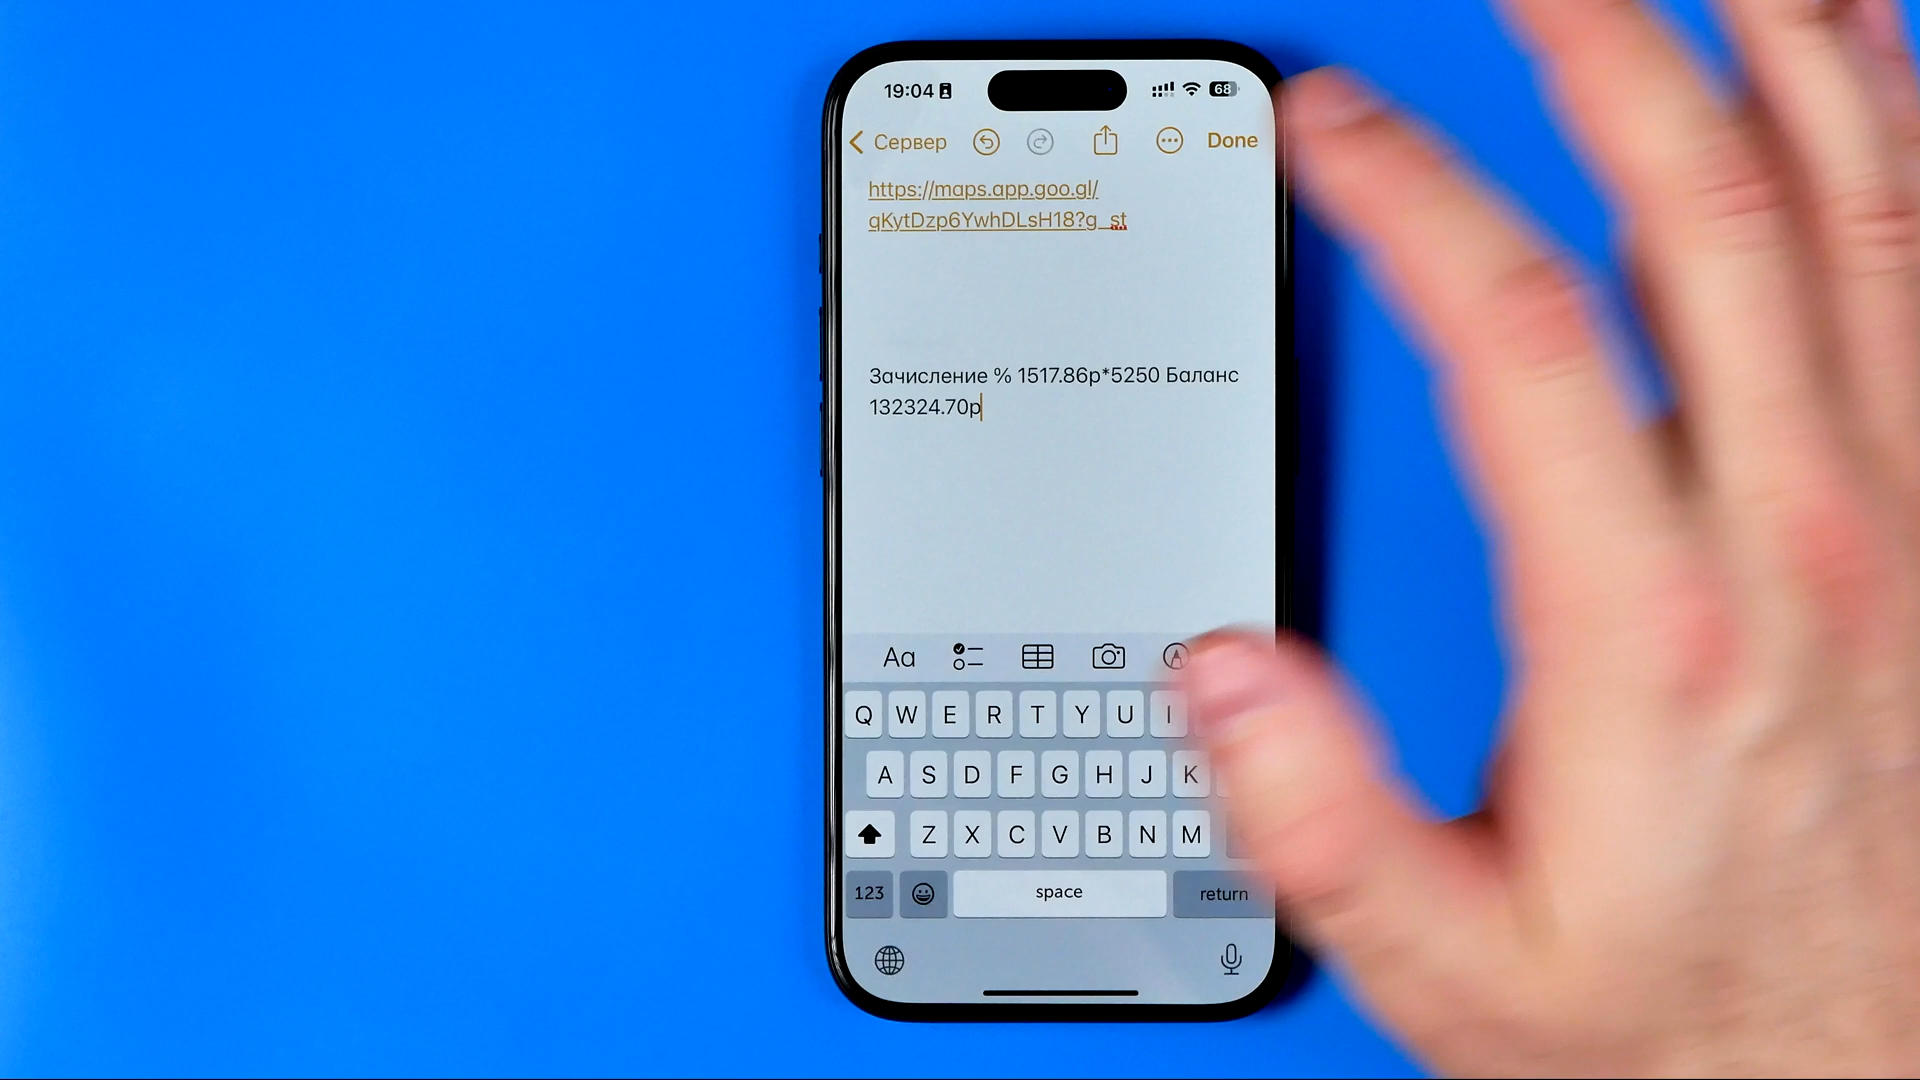 19:04 68
Сервер Done
https://maps.app.goo.gl/
qKytDzp6YwhDLsH18?g_st
Зачисление % 1517.86р*5250 Баланс
132324.70р
Aa
Q W E R T Y U I
A S D F G H J K
Z X C V B N M
123 space return